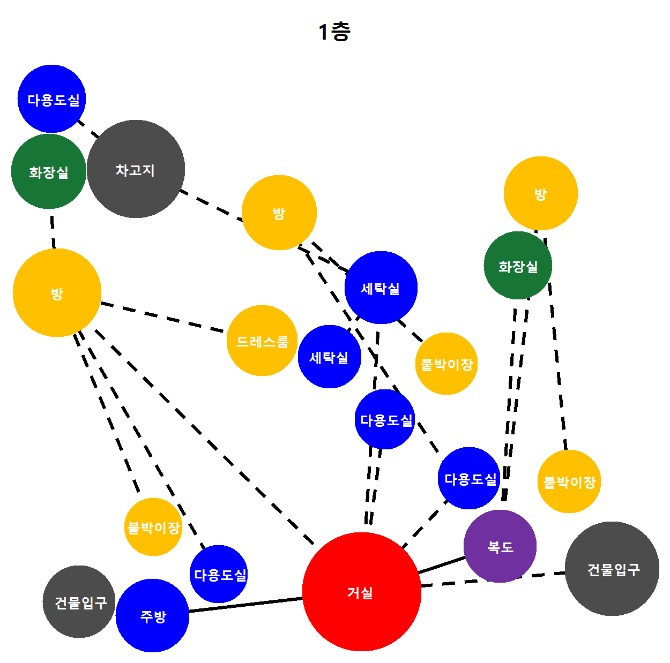 1층
다용도실
화장실
차고지
방
방
화장실
방
세탁실
드레스룸
세탁실
붙박이장
다용도실
다용도실
붙박이장
복도
붙박이장
다용도실
건물입구
건물입구
주방
거실